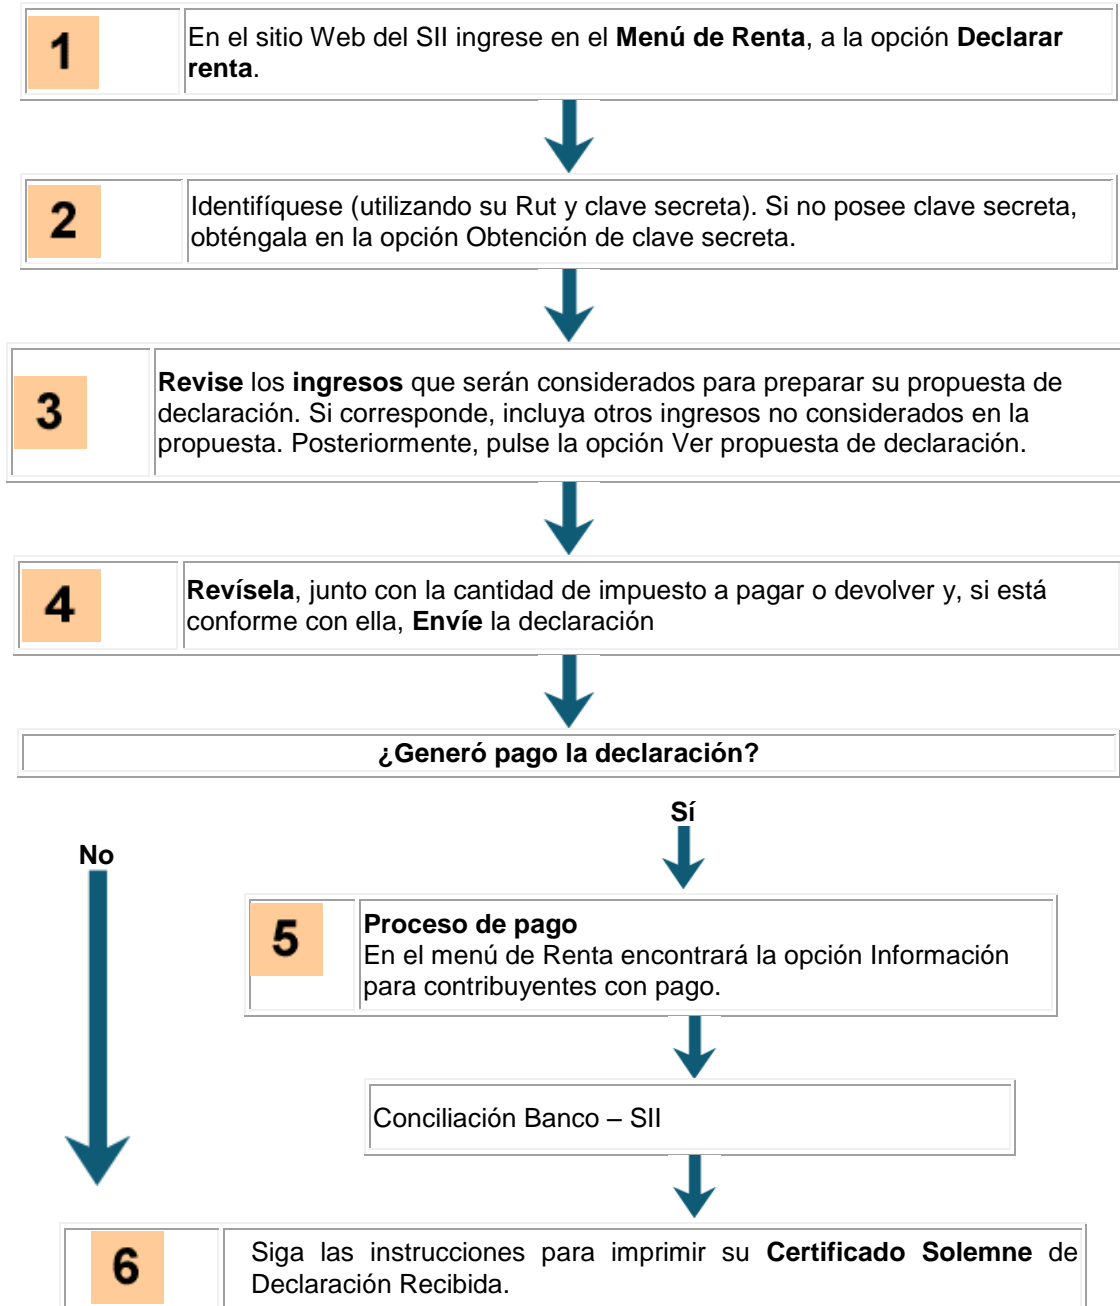 1
En el sitio Web del SII ingrese en el Menú de Renta, a la opción Declarar
renta.
2
Identifíquese (utilizando su Rut y clave secreta). Si no posee clave secreta,
obténgala en la opción Obtención de clave secreta.
3
Revise los ingresos que serán considerados para preparar su propuesta de
declaración. Si corresponde, incluya otros ingresos no considerados en la
propuesta. Posteriormente, pulse la opción Ver propuesta de declaración.
4
Revísela, junto con la cantidad de impuesto a pagar o devolver y, si está
conforme con ella, Envíe la declaración
¿Generó pago la declaración?
Sí
No
5
Proceso de pago
En el menú de Renta encontrará la opción Información
para contribuyentes con pago.
Conciliación Banco – SII
6
Siga las instrucciones para imprimir su Certificado Solemne de
Declaración Recibida.